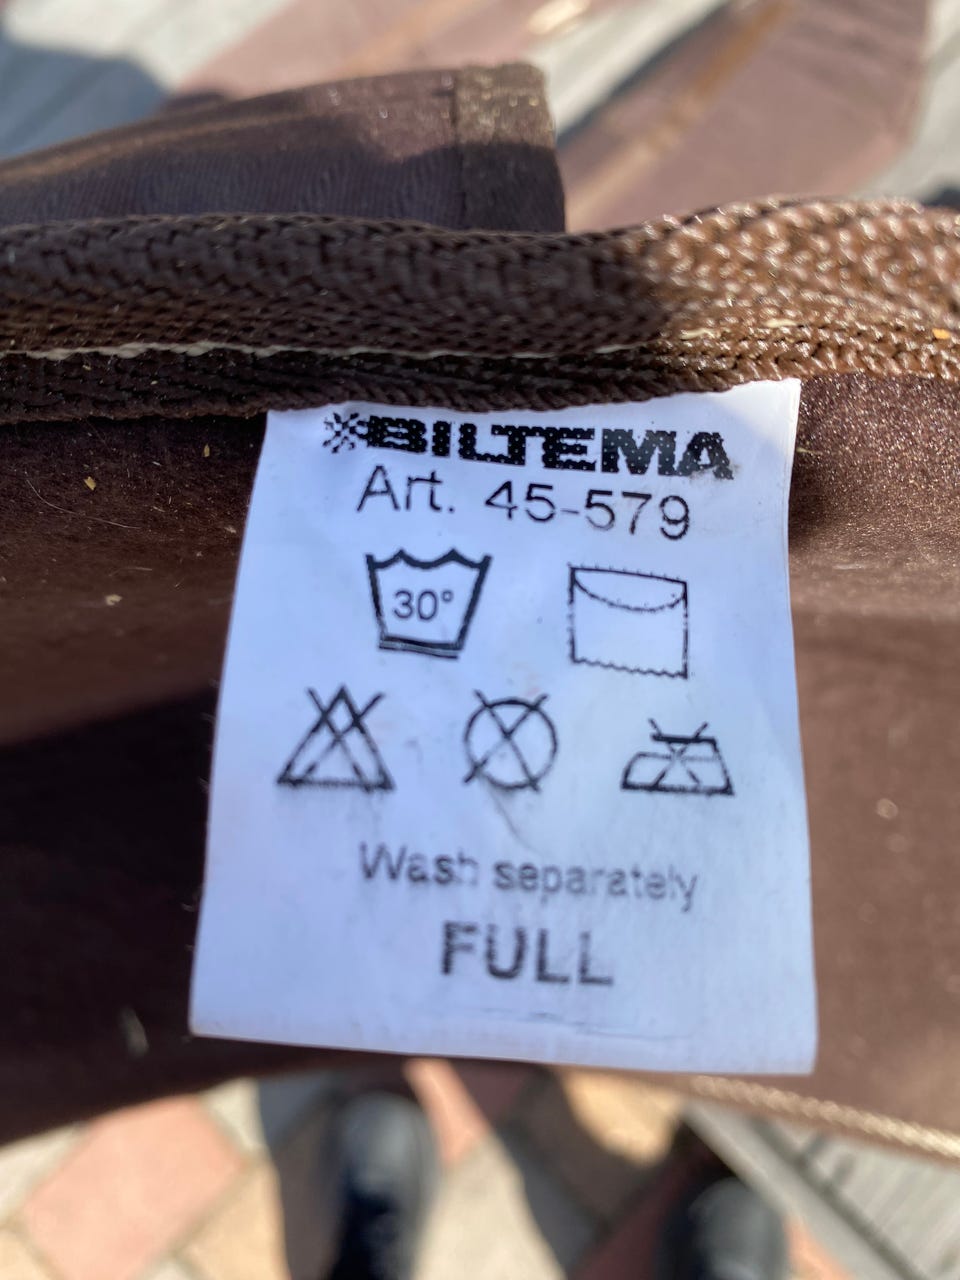 BILTEMA
Art. 45-579
30°
Wash separately
FULL